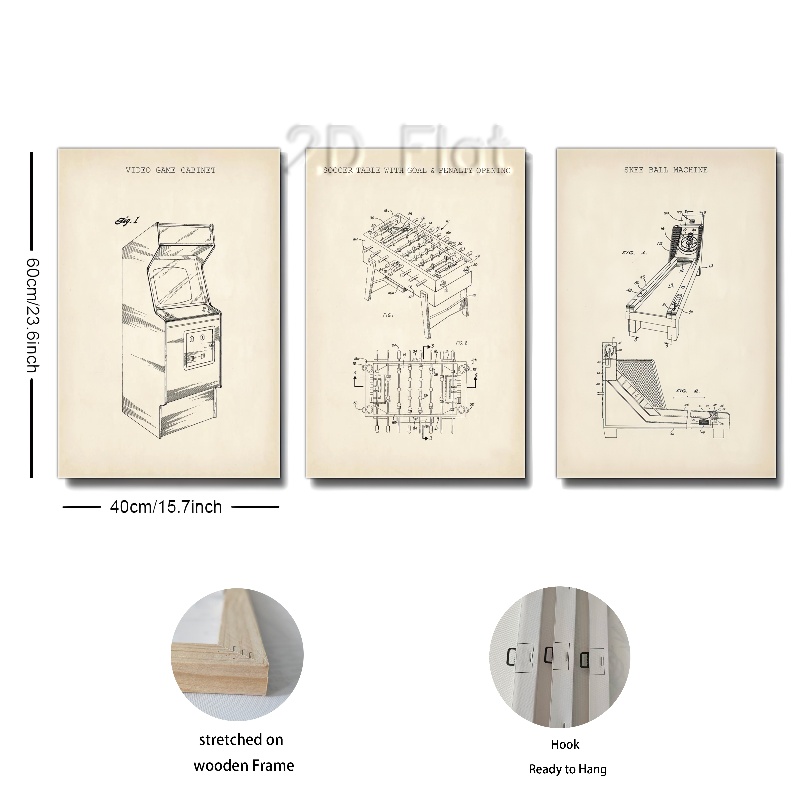 2D Flat
VIDEO GAME CABINET
SOCCER TABLE WITH GOAL & PENALTY OPENING
SKEE BALL MACHINE
Fig. 1
FIG. 1
FIG. 2
FIG. 1
FIG. 2
60cm/23.6inch
40cm/15.7inch
stretched on
wooden Frame
Hook
Ready to Hang